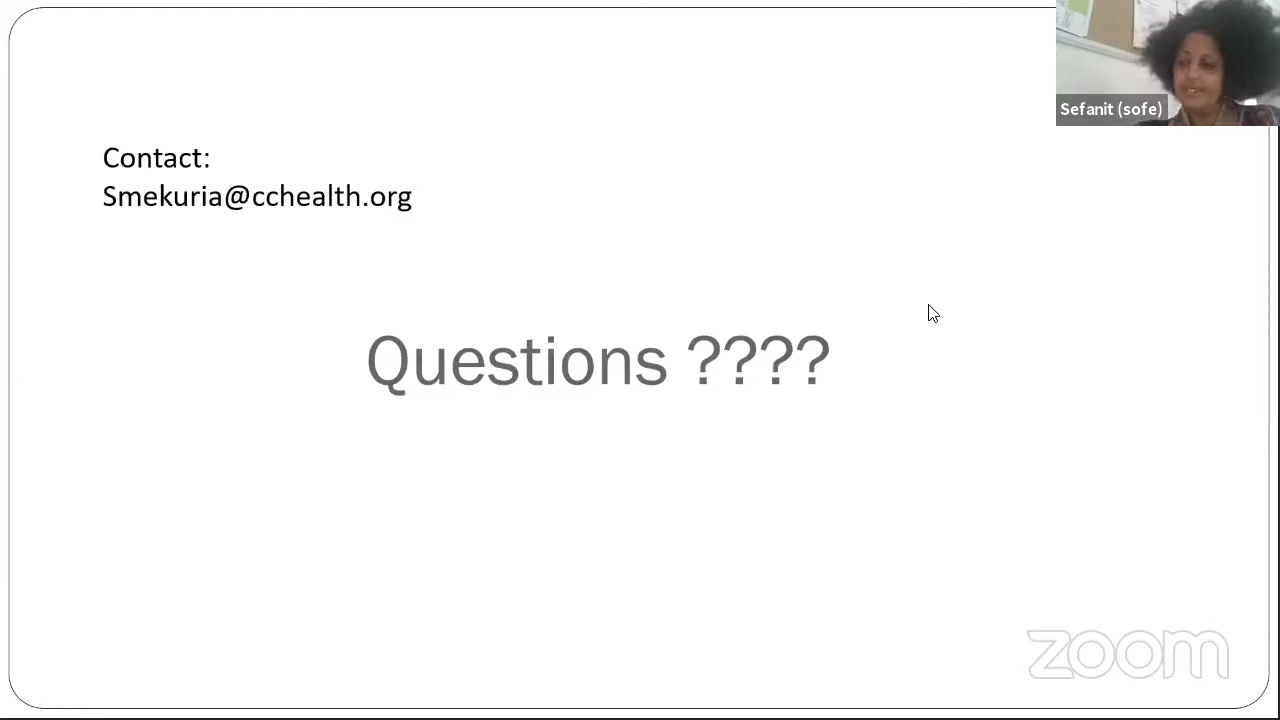 Sefanit (sofe)
Contact:
Smekuria@cchealth.org
Questions ????
zoom